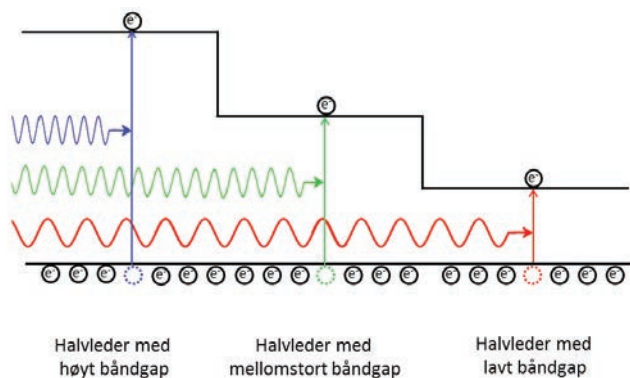 e⁻
e⁻
e⁻
e⁻ e⁻ e⁻ e⁻ e⁻ e⁻ e⁻ e⁻ e⁻ e⁻ e⁻ e⁻ e⁻ e⁻ e⁻ e⁻ e⁻ e⁻
Halvleder med
høyt båndgap
Halvleder med
mellomstort båndgap
Halvleder med
lavt båndgap